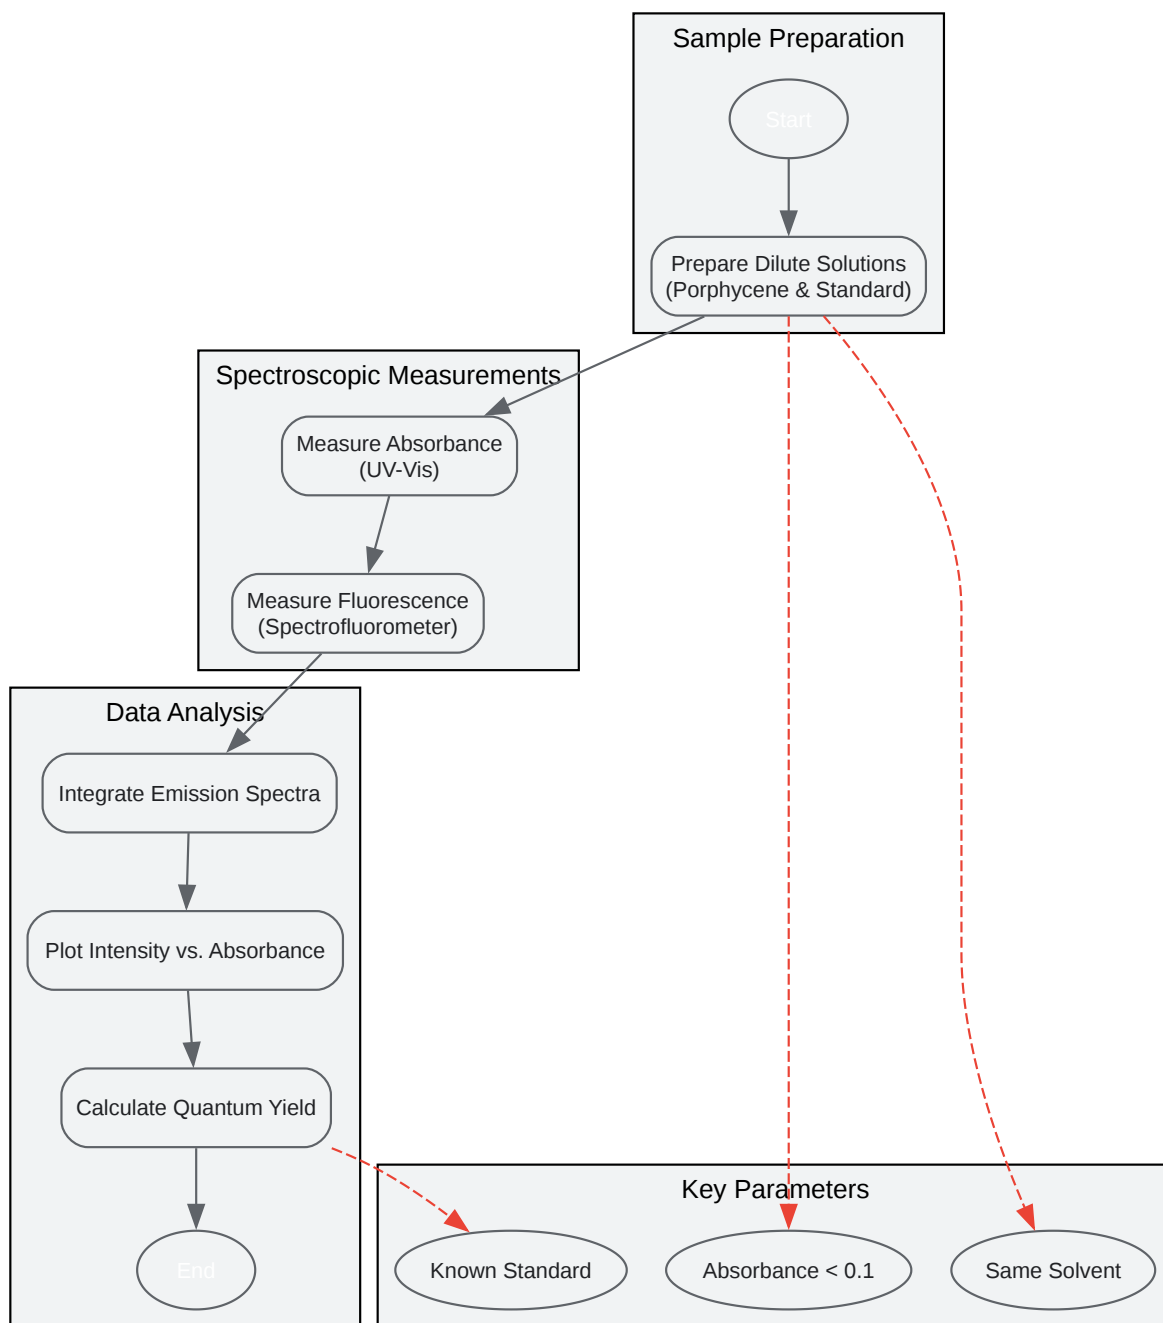 Sample Preparation
Start
Prepare Dilute Solutions
(Porphycene & Standard)
Spectroscopic Measurements
Measure Absorbance
(UV-Vis)
Measure Fluorescence
(Spectrofluorometer)
Data Analysis
Integrate Emission Spectra
Plot Intensity vs. Absorbance
Calculate Quantum Yield
End
Key Parameters
Known Standard
Absorbance < 0.1
Same Solvent